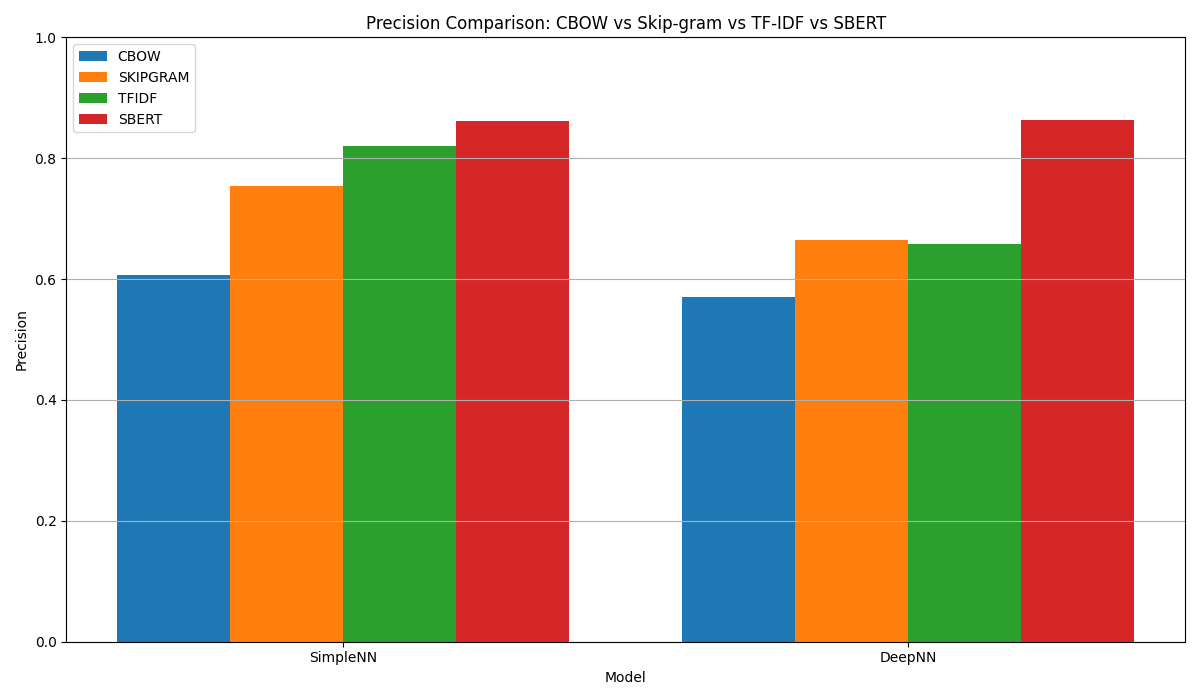 Precision Comparison: CBOW vs Skip-gram vs TF-IDF vs SBERT
CBOW
SKIPGRAM
TFIDF
SBERT
1.0
0.8
0.6
0.4
0.2
0.0
Precision
SimpleNN
DeepNN
Model